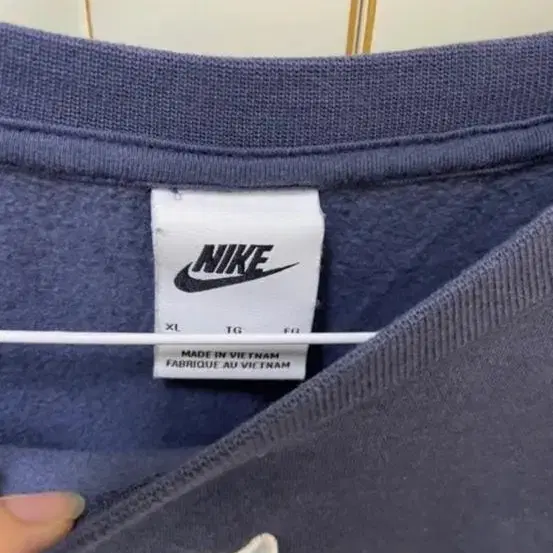 NIKE
XL TG EG
MADE IN VIETNAM
FABRIQUE AU VIETNAM